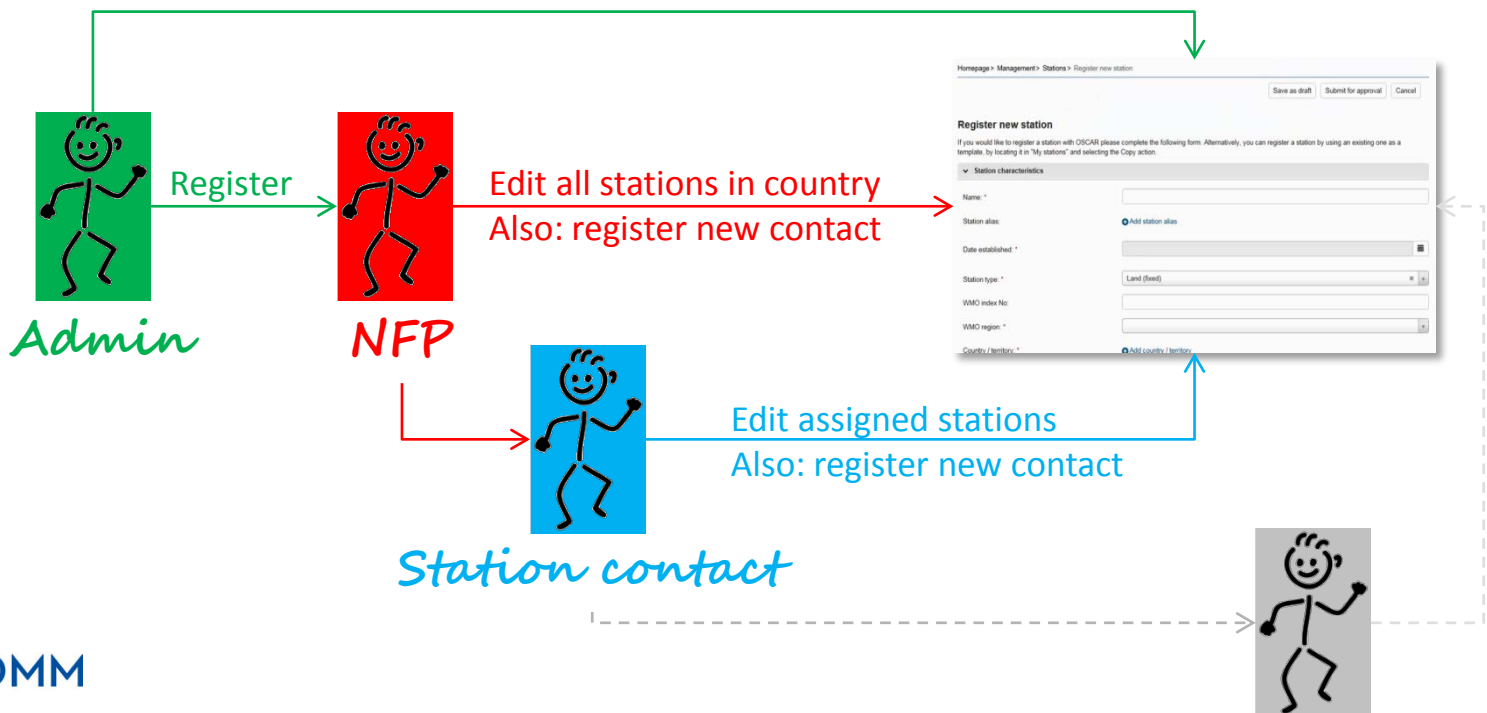 Homepage> Management> Stations> Register new station
Save as draft Submit for approval Cancel
Register new station
If you would like to register a station with OSCAR please complete the following form. Alternatively, you can register a station by using an existing one as a
template, by locating it in "My stations" and selecting the Copy action.
Station characteristics
Name: *
Station alias: Add station alias
Date established: *
Station type: * Land (fixed)
WMO index No:
WMO region: *
Country / territory: * Add country / territory
Register
Edit all stations in country
Also: register new contact
Admin
NFP
Edit assigned stations
Also: register new contact
Station contact
OMM